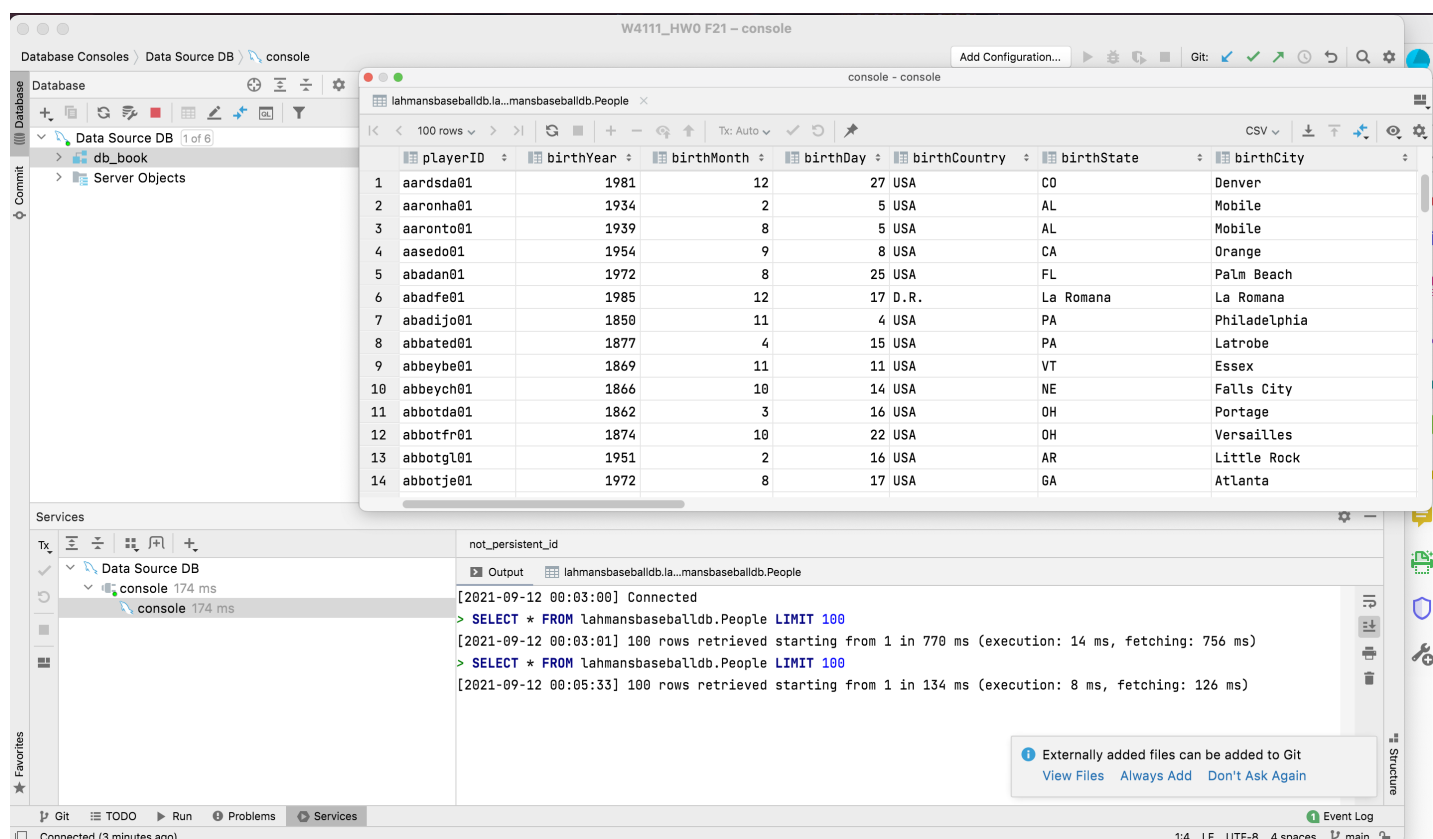 W4111_HW0 F21 – console
Database Consoles Data Source DB console
Add Configuration... Git:
Database
Database
Data Source DB 1 of 6
db_book
Server Objects
Commit
console - console
lahmansbaseballdb.la...mansbaseballdb.People
100 rows Tx: Auto CSV
playerID birthYear birthMonth birthDay birthCountry birthState birthCity
1 aardsda01 1981 12 27 USA CO Denver
2 aaronha01 1934 2 5 USA AL Mobile
3 aaronto01 1939 8 5 USA AL Mobile
4 aasedo01 1954 9 8 USA CA Orange
5 abadan01 1972 8 25 USA FL Palm Beach
6 abadfe01 1985 12 17 D.R. La Romana La Romana
7 abadijo01 1850 11 4 USA PA Philadelphia
8 abbated01 1877 4 15 USA PA Latrobe
9 abbeybe01 1869 11 11 USA VT Essex
10 abbeych01 1866 10 14 USA NE Falls City
11 abbotda01 1862 3 16 USA OH Portage
12 abbotfr01 1874 10 22 USA OH Versailles
13 abbotgl01 1951 2 16 USA AR Little Rock
14 abbotje01 1972 8 17 USA GA Atlanta
Services
Tx
Data Source DB
console 174 ms
console 174 ms
not_persistent_id
Output lahmansbaseballdb.la...mansbaseballdb.People
[2021-09-12 00:03:00] Connected
> SELECT * FROM lahmansbaseballdb.People LIMIT 100
[2021-09-12 00:03:01] 100 rows retrieved starting from 1 in 770 ms (execution: 14 ms, fetching: 756 ms)
> SELECT * FROM lahmansbaseballdb.People LIMIT 100
[2021-09-12 00:05:33] 100 rows retrieved starting from 1 in 134 ms (execution: 8 ms, fetching: 126 ms)
Externally added files can be added to Git
View Files Always Add Don't Ask Again
Favorites
Structure
Git TODO Run Problems Services 1 Event Log
Connected (3 minutes ago) 1:4 LF UTF-8 4 spaces main